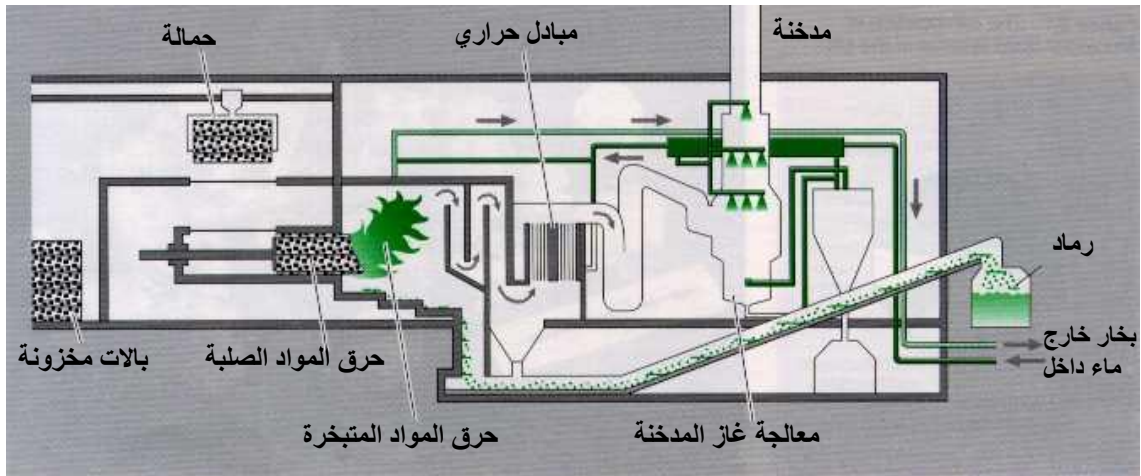 حمالة
مبادل حراري
مدخنة
رماد
بخار خارج
ماء داخل
بالات مخزونة
حرق المواد الصلبة
حرق المواد المتبخرة
معالجة غاز المدخنة